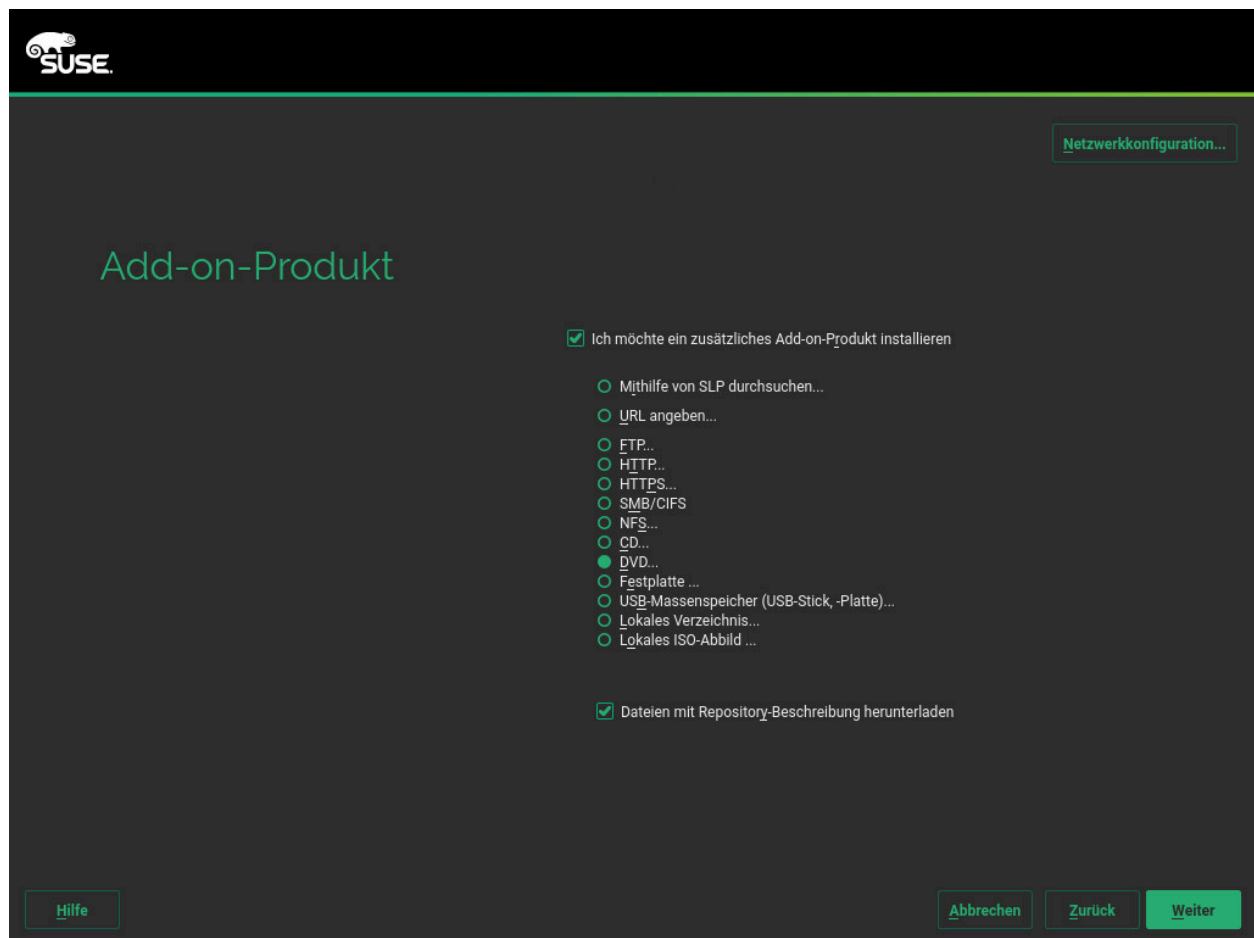 SUSE.
Netzwerkkonfiguration...
Add-on-Produkt
Ich möchte ein zusätzliches Add-on-Produkt installieren
Mithilfe von SLP durchsuchen...
URL angeben...
FTP...
HTTP...
HTTPS...
SMB/CIFS
NFS...
CD...
DVD...
Festplatte ...
USB-Massenspeicher (USB-Stick, -Platte)...
Lokales Verzeichnis...
Lokales ISO-Abbild ...
Dateien mit Repository-Beschreibung herunterladen
Hilfe Abbrechen Zurück Weiter